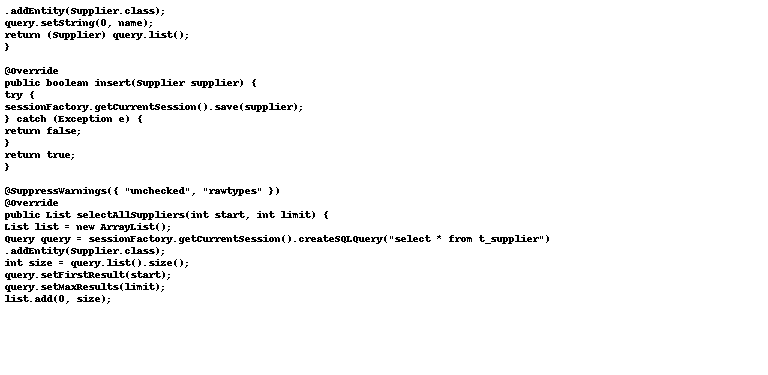 .addEntity(Supplier.class);
query.setString(0, name);
return (Supplier) query.list();
}

@Override
public boolean insert(Supplier supplier) {
try {
sessionFactory.getCurrentSession().save(supplier);
} catch (Exception e) {
return false;
}
return true;
}

@SuppressWarnings({ "unchecked", "rawtypes" })
@Override
public List selectAllSuppliers(int start, int limit) {
List list = new ArrayList();
Query query = sessionFactory.getCurrentSession().createSQLQuery("select * from t_supplier")
.addEntity(Supplier.class);
int size = query.list().size();
query.setFirstResult(start);
query.setMaxResults(limit);
list.add(0, size);